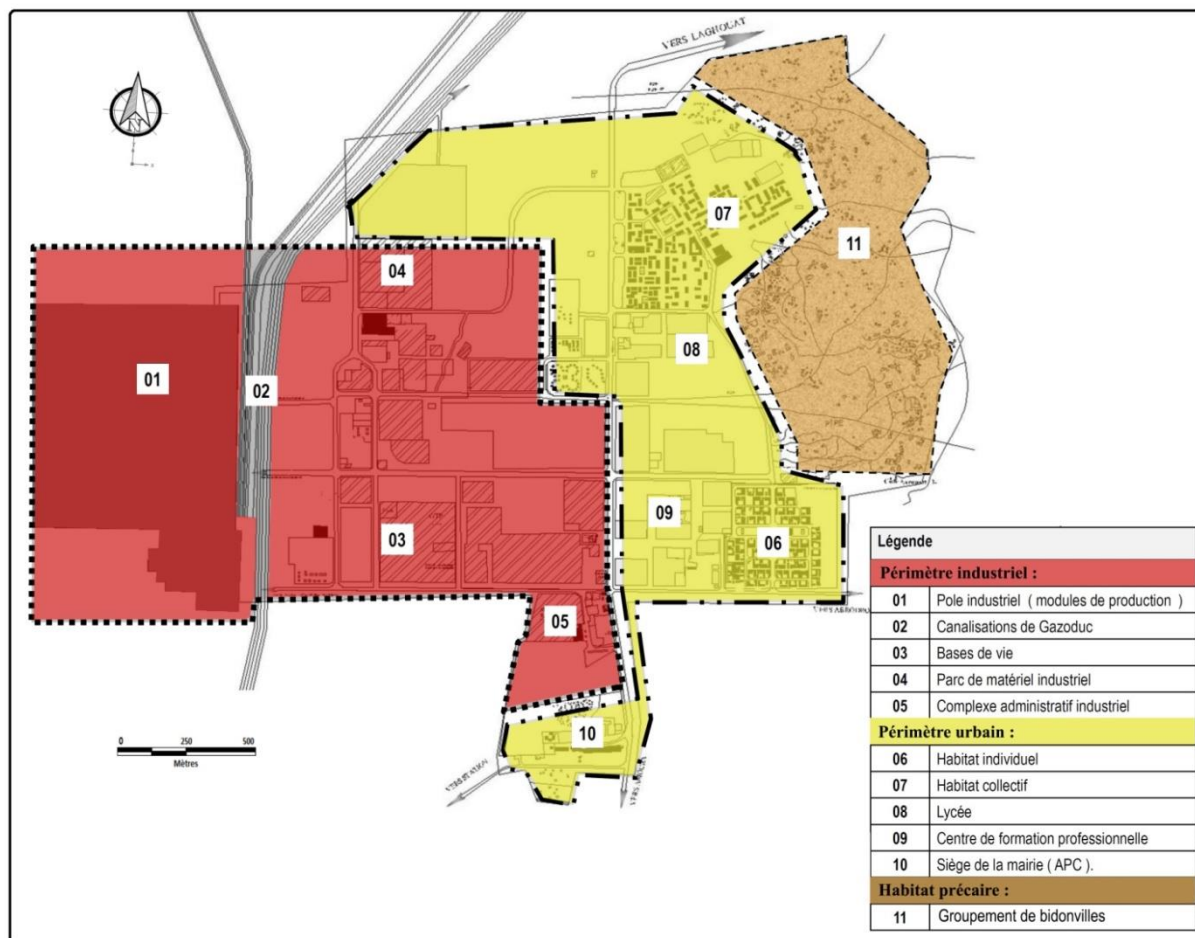 VERS LAGHOUAT
N
07
11
04
08
01
02
09
06
03
05
10
0 250 500
Mètres
Légende
Périmètre industriel :
01 Pole industriel ( modules de production )
02 Canalisations de Gazoduc
03 Bases de vie
04 Parc de matériel industriel
05 Complexe administratif industriel
Périmètre urbain :
06 Habitat individuel
07 Habitat collectif
08 Lycée
09 Centre de formation professionnelle
10 Siège de la mairie ( APC ).
Habitat précaire :
11 Groupement de bidonvilles